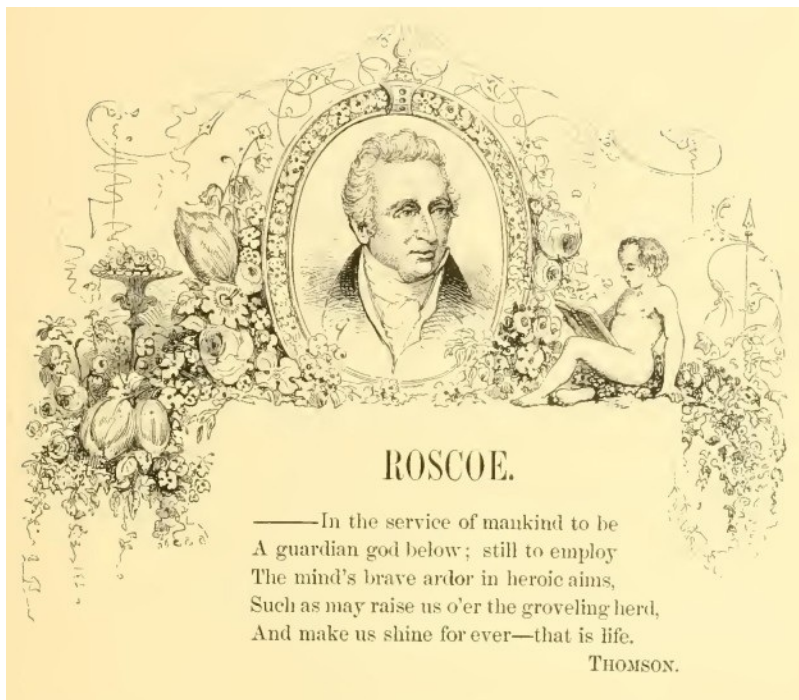 ROSCOE.
———In the service of mankind to be
A guardian god below; still to employ
The mind's brave ardor in heroic aims,
Such as may raise us o'er the groveling herd,
And make us shine for ever—that is life.
THOMSON.